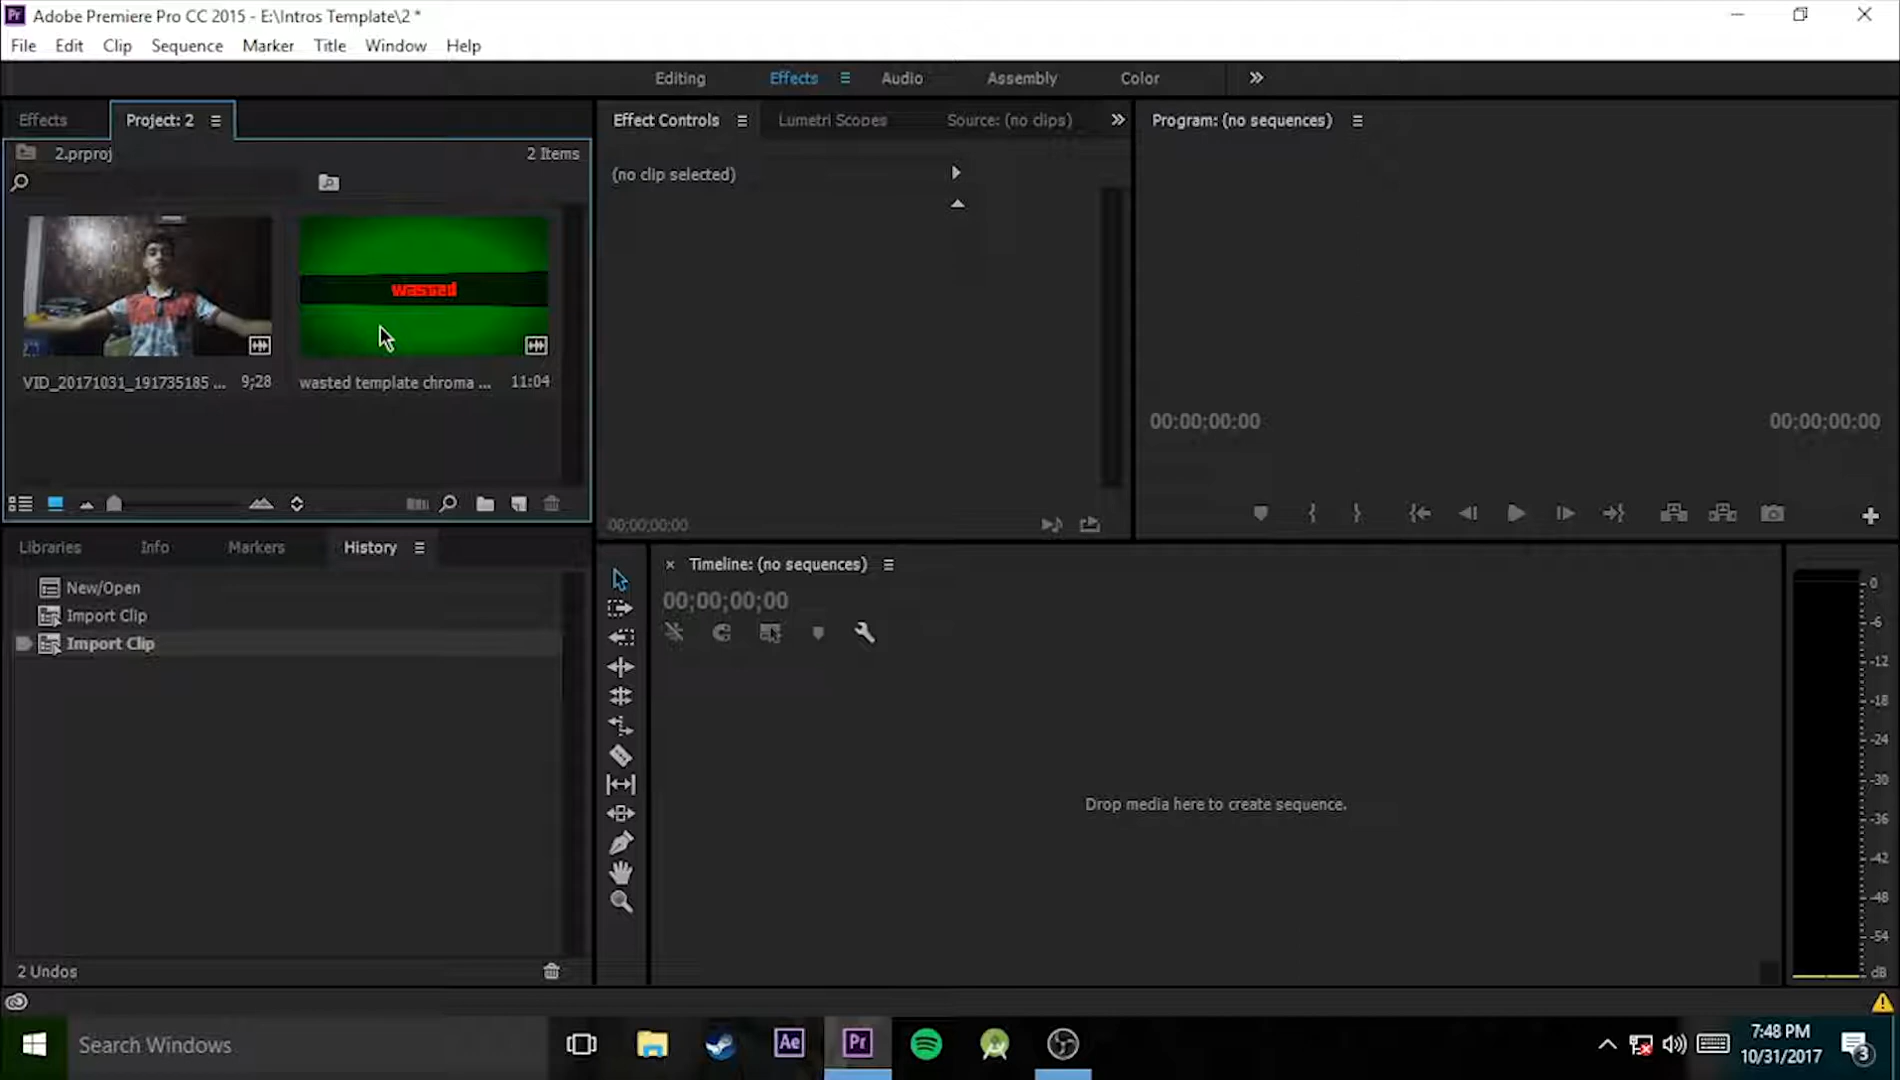 Adobe Premiere Pro CC 2015 - E:\Intros Template\2 *
File Edit Clip Sequence Marker Title Window Help
Editing Effects Audio Assembly Color
Effects Project: 2
2.prproj 2 Items
wasted
VID_20171031_191735185 ... 9;28 wasted template chroma ... 11:04
Effect Controls Lumetri Scopes Source: (no clips)
(no clip selected)
00;00;00;00
Program: (no sequences)
00:00:00:00 00:00:00:00
Libraries Info Markers History
New/Open
Import Clip
Import Clip
2 Undos
Timeline: (no sequences)
00;00;00;00
Drop media here to create sequence.
0
-6
-12
-18
-24
-30
-36
-42
-48
-54
dB
Search Windows
Ae Pr
7:48 PM
10/31/2017
3